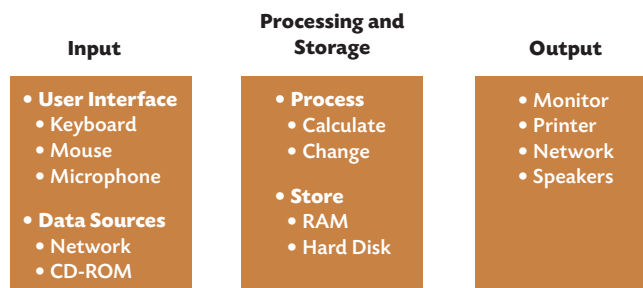 Input
• User Interface
• Keyboard
• Mouse
• Microphone
• Data Sources
• Network
• CD-ROM
Processing and
Storage
• Process
• Calculate
• Change
• Store
• RAM
• Hard Disk
Output
• Monitor
• Printer
• Network
• Speakers